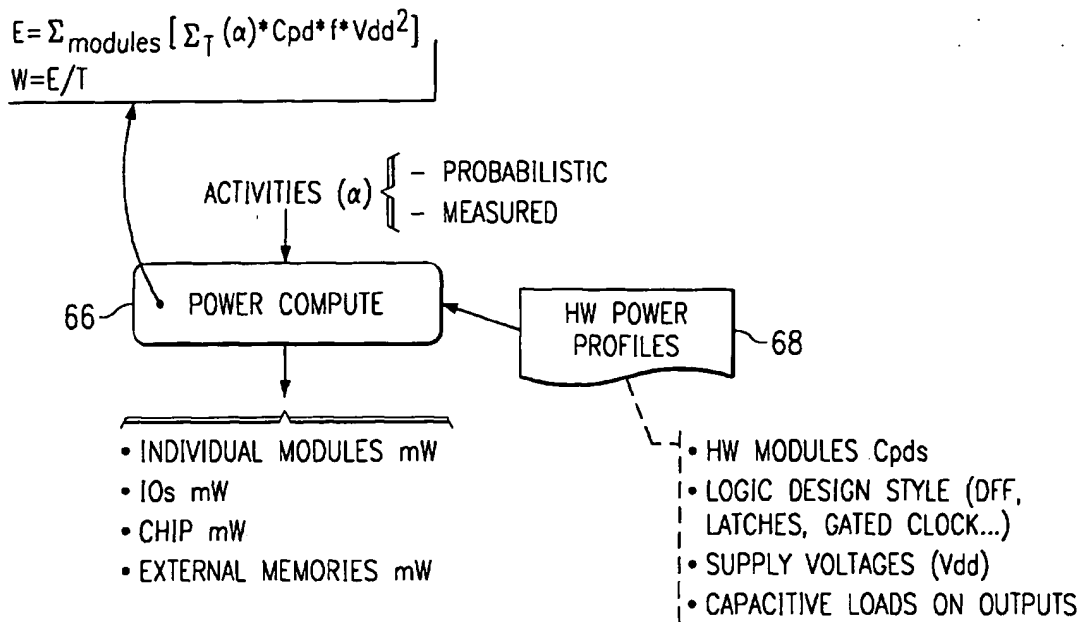 E=Σmodules[ΣT(α)*Cpd*f*Vdd²]
W=E/T
ACTIVITIES (α)
- PROBABILISTIC
- MEASURED
66
POWER COMPUTE
HW POWER
PROFILES
68
• INDIVIDUAL MODULES mW
• IOs mW
• CHIP mW
• EXTERNAL MEMORIES mW
• HW MODULES Cpds
• LOGIC DESIGN STYLE (DFF,
LATCHES, GATED CLOCK...)
• SUPPLY VOLTAGES (Vdd)
• CAPACITIVE LOADS ON OUTPUTS